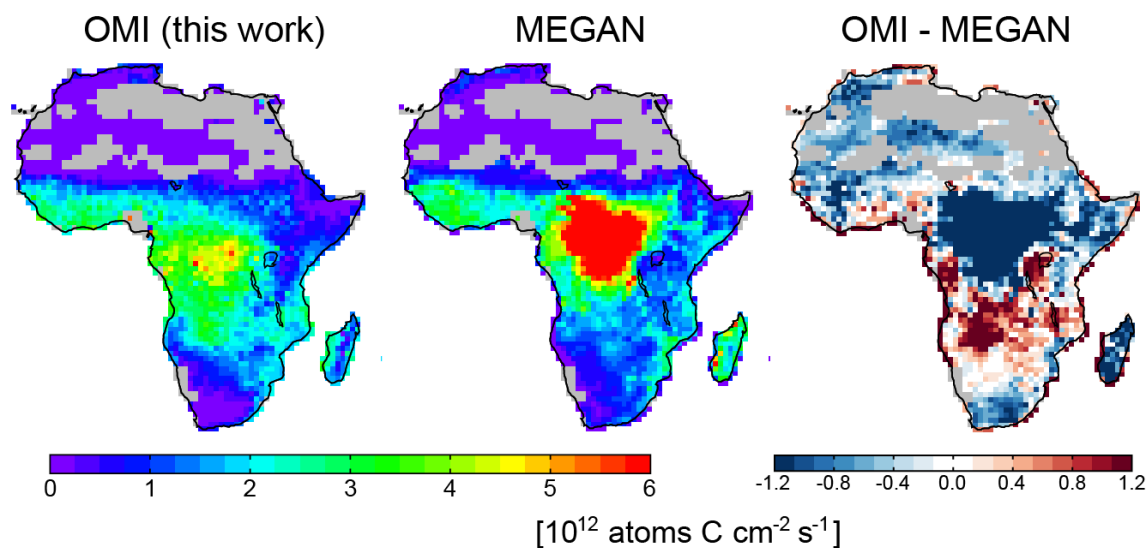 OMI (this work) MEGAN OMI - MEGAN
0 1 2 3 4 5 6 -1.2 -0.8 -0.4 0.0 0.4 0.8 1.2
[10¹² atoms C cm⁻² s⁻¹]